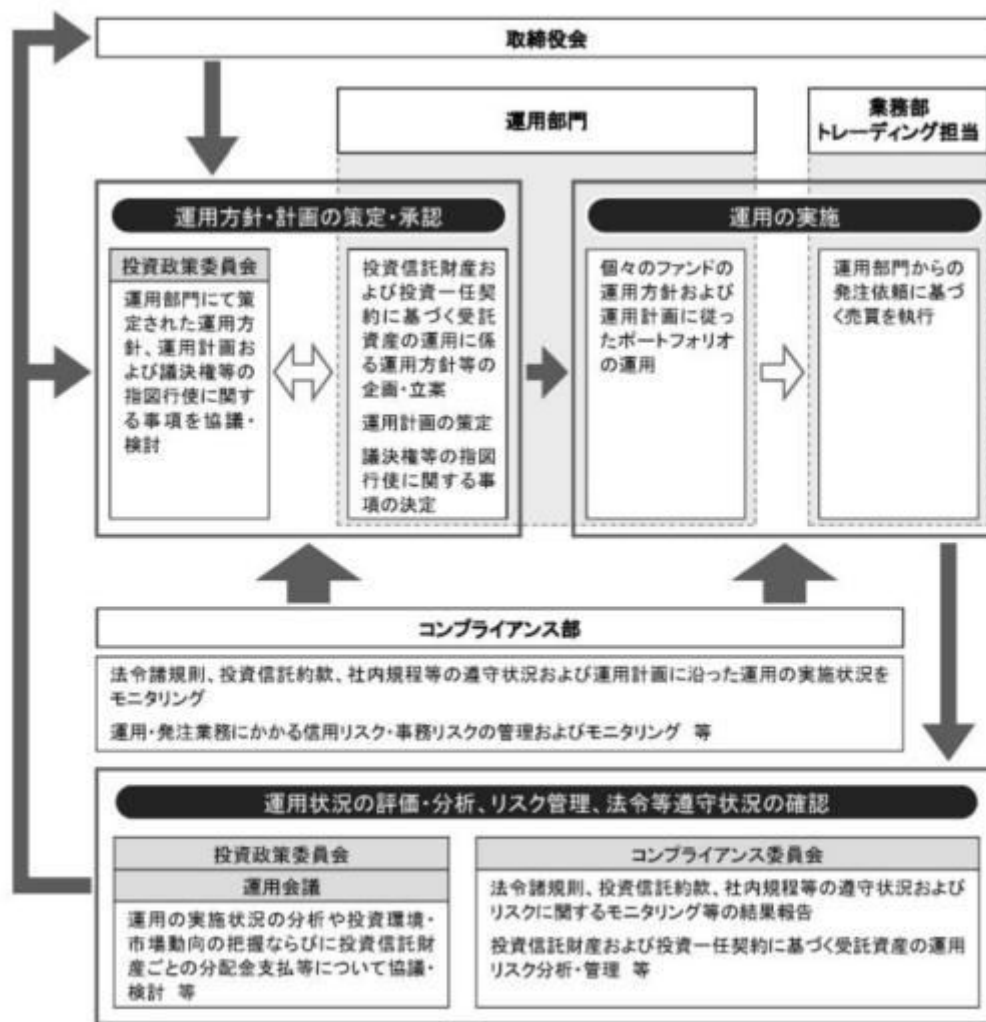 取締役会
運用部門
業務部
トレーディング担当
運用方針・計画の策定・承認
投資政策委員会
運用部門にて策
定された運用方
針、運用計画お
よび議決権等の
指図行使に関す
る事項を協議・
検討
投資信託財産お
よび投資一任契
約に基づく受託
資産の運用に係
る運用方針等の
企画・立案
運用計画の策定
議決権等の指図
行使に関する事
項の決定
運用の実施
個々のファンドの
運用方針および
運用計画に従っ
たポートフォリオ
の運用
運用部門からの
発注依頼に基づ
く売買を執行
コンプライアンス部
法令諸規則、投資信託約款、社内規程等の遵守状況および運用計画に沿った運用の実施状況を
モニタリング
運用・発注業務にかかる信用リスク・事務リスクの管理およびモニタリング 等
運用状況の評価・分析、リスク管理、法令等遵守状況の確認
投資政策委員会
運用会議
運用の実施状況の分析や投資環境・
市場動向の把握ならびに投資信託財
産ごとの分配金支払等について協議・
検討 等
コンプライアンス委員会
法令諸規則、投資信託約款、社内規程等の遵守状況および
リスクに関するモニタリング等の結果報告
投資信託財産および投資一任契約に基づく受託資産の運用
リスク分析・管理 等